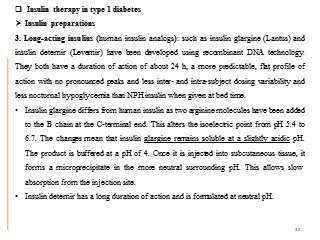 ❑ Insulin therapy in type 1 diabetes
➢ Insulin preparations
3. Long-acting insulins (human insulin analogs): such as insulin glargine (Lantus) and
insulin detemir (Levemir) have been developed using recombinant DNA technology.
They both have a duration of action of about 24 h, a more predictable, flat profile of
action with no pronounced peaks and less inter- and intra-subject dosing variability and
less nocturnal hypoglycemia than NPH insulin when given at bed time.
• Insulin glargine differs from human insulin as two arginine molecules have been added
to the B chain at the C-terminal end. This alters the isoelectric point from pH 5.4 to
6.7. The changes mean that insulin glargine remains soluble at a slightly acidic pH.
The product is buffered at a pH of 4. Once it is injected into subcutaneous tissue, it
forms a microprecipitate in the more neutral surrounding pH. This allows slow
absorption from the injection site.
• Insulin detemir has a long duration of action and is formulated at neutral pH.